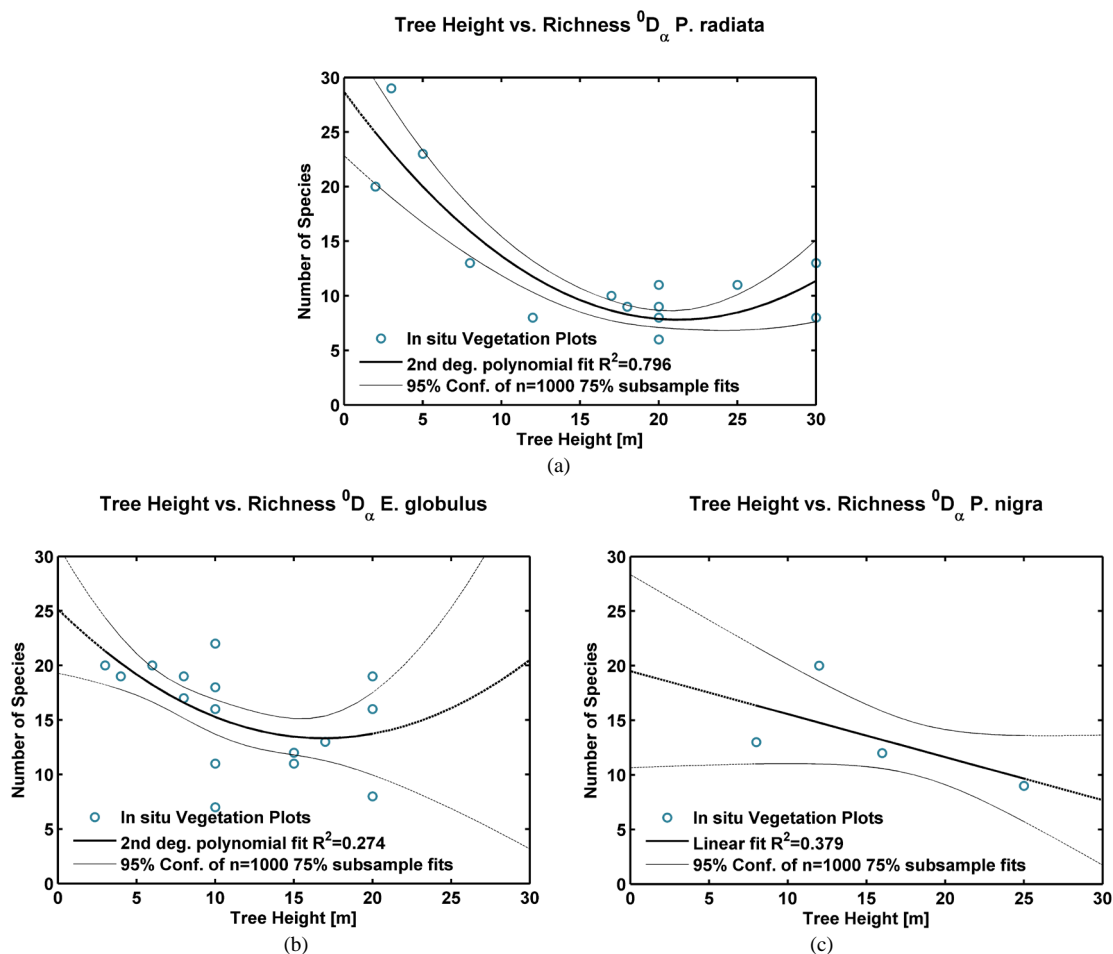 Tree Height vs. Richness ⁰Dα P. radiata
30
25
20
15
10
5
0
Number of Species
In situ Vegetation Plots
2nd deg. polynomial fit R²=0.796
95% Conf. of n=1000 75% subsample fits
0 5 10 15 20 25 30
Tree Height [m]
(a)
Tree Height vs. Richness ⁰Dα E. globulus
30
25
20
15
10
5
0
Number of Species
In situ Vegetation Plots
2nd deg. polynomial fit R²=0.274
95% Conf. of n=1000 75% subsample fits
0 5 10 15 20 25 30
Tree Height [m]
(b)
Tree Height vs. Richness ⁰Dα P. nigra
30
25
20
15
10
5
0
Number of Species
In situ Vegetation Plots
Linear fit R²=0.379
95% Conf. of n=1000 75% subsample fits
0 5 10 15 20 25 30
Tree Height [m]
(c)